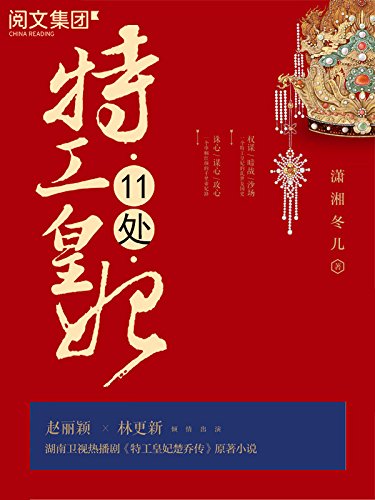 阅文集团
CHINA READING
特工皇妃
·11处·
权谋 暗战 沙场
诛心 谋心 攻心
潇湘冬儿 著
赵丽颖 × 林更新 倾情出演
湖南卫视热播剧《特工皇妃楚乔传》原著小说